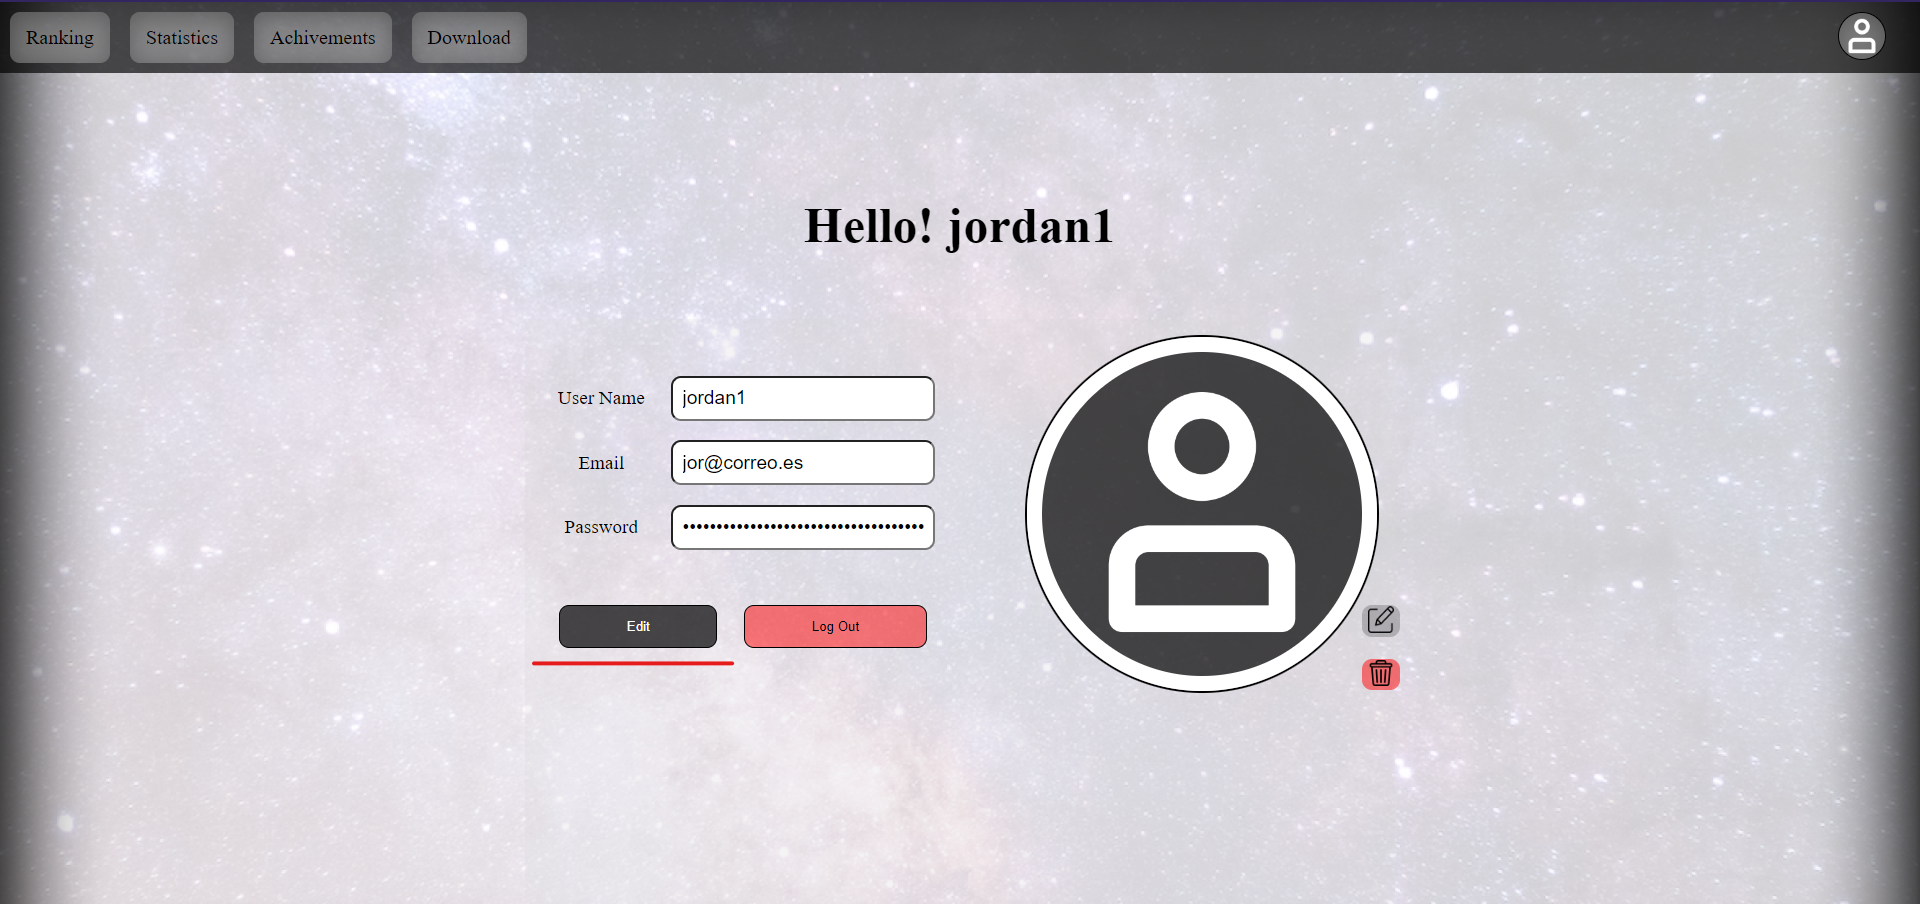 Ranking
Statistics
Achivements
Download
Hello! jordan1
User Name
jordan1
Email
jor@correo.es
Password
Edit
Log Out